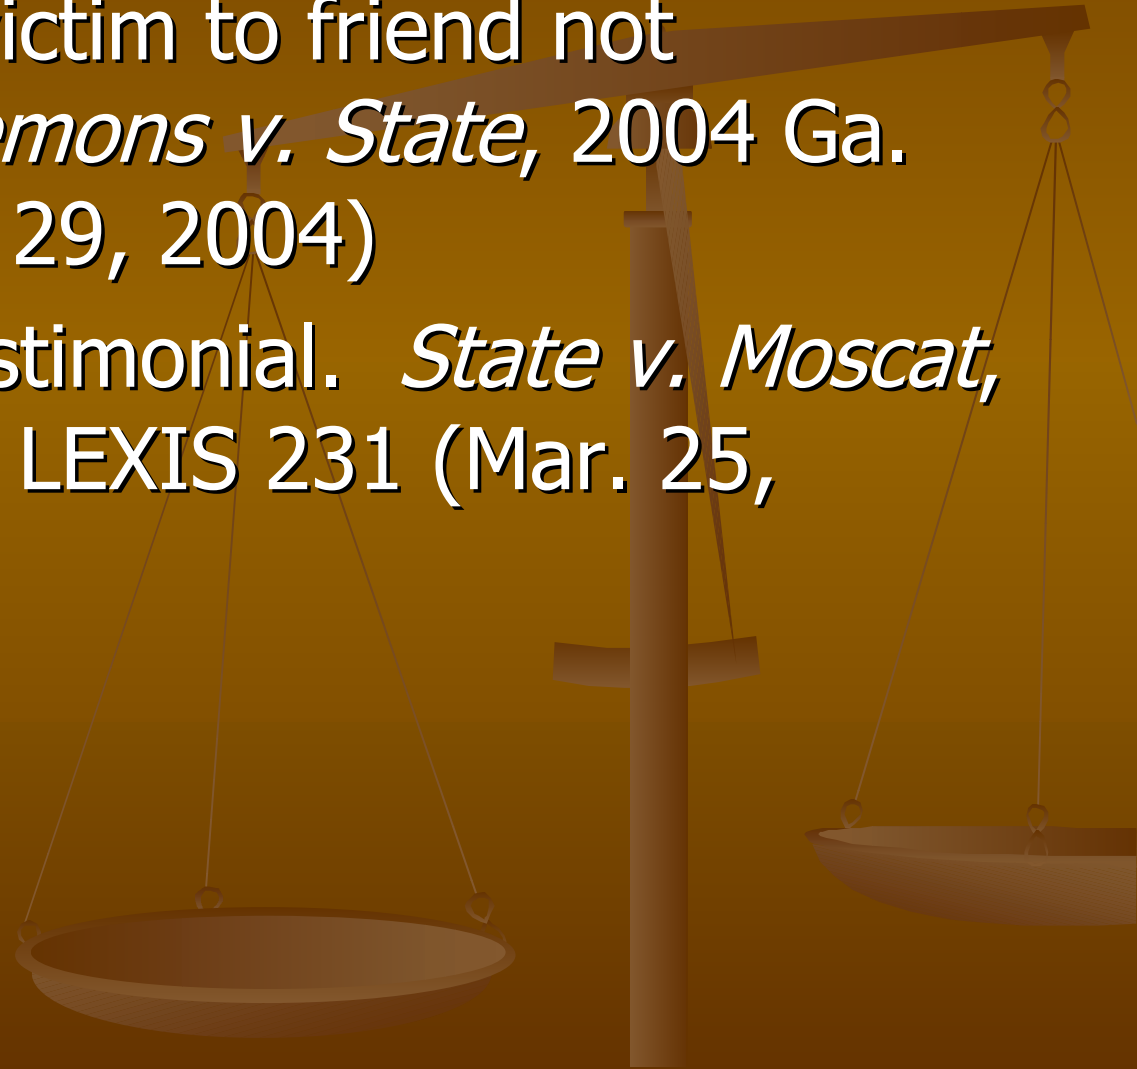 ictim to friend not
emons v. State, 2004 Ga.
29, 2004)
stimonial. State v. Moscat,
LEXIS 231 (Mar. 25,